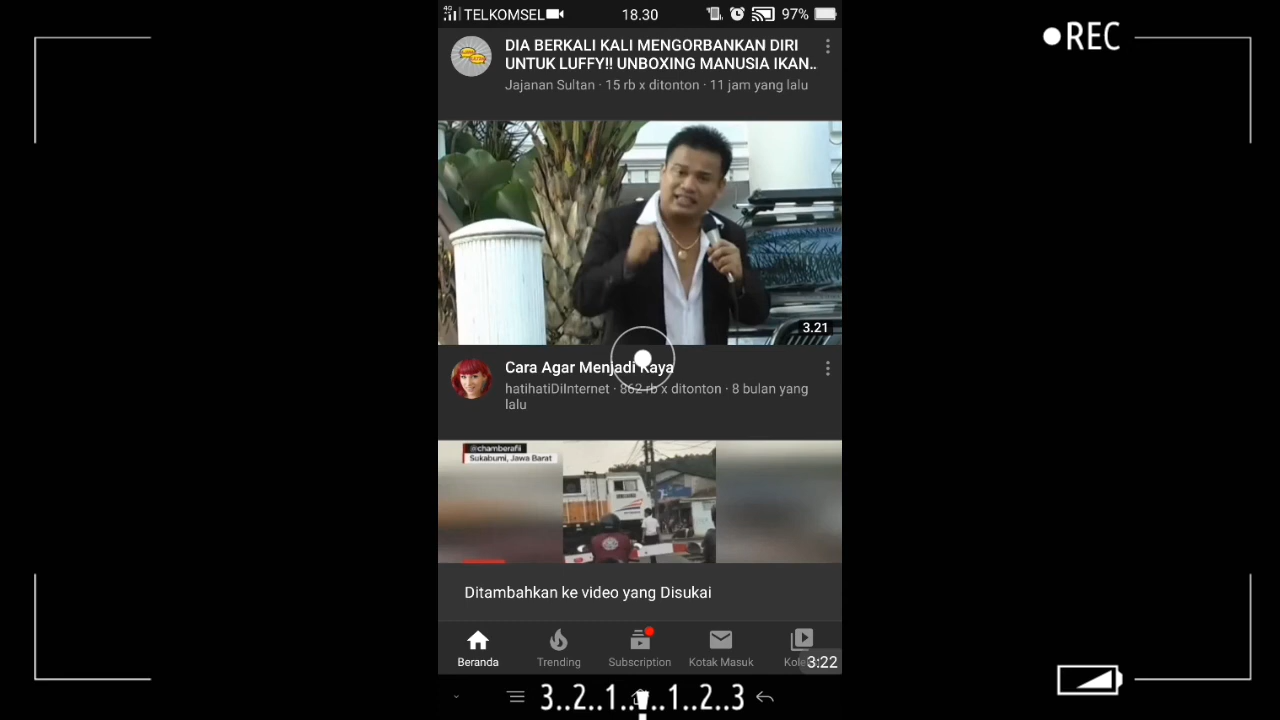 4G TELKOMSEL 18.30 97%
REC
DIA BERKALI KALI MENGORBANKAN DIRI
UNTUK LUFFY!! UNBOXING MANUSIA IKAN..
Jajanan Sultan · 15 rb x ditonton · 11 jam yang lalu
3.21
Cara Agar Menjadi Kaya
hatihatiDiInternet · 862 rb x ditonton · 8 bulan yang
lalu
@chamberafii
Sukabumi, Jawa Barat
Ditambahkan ke video yang Disukai
Beranda Trending Subscription Kotak Masuk
3:22
3..2..1.. ..1..2..3